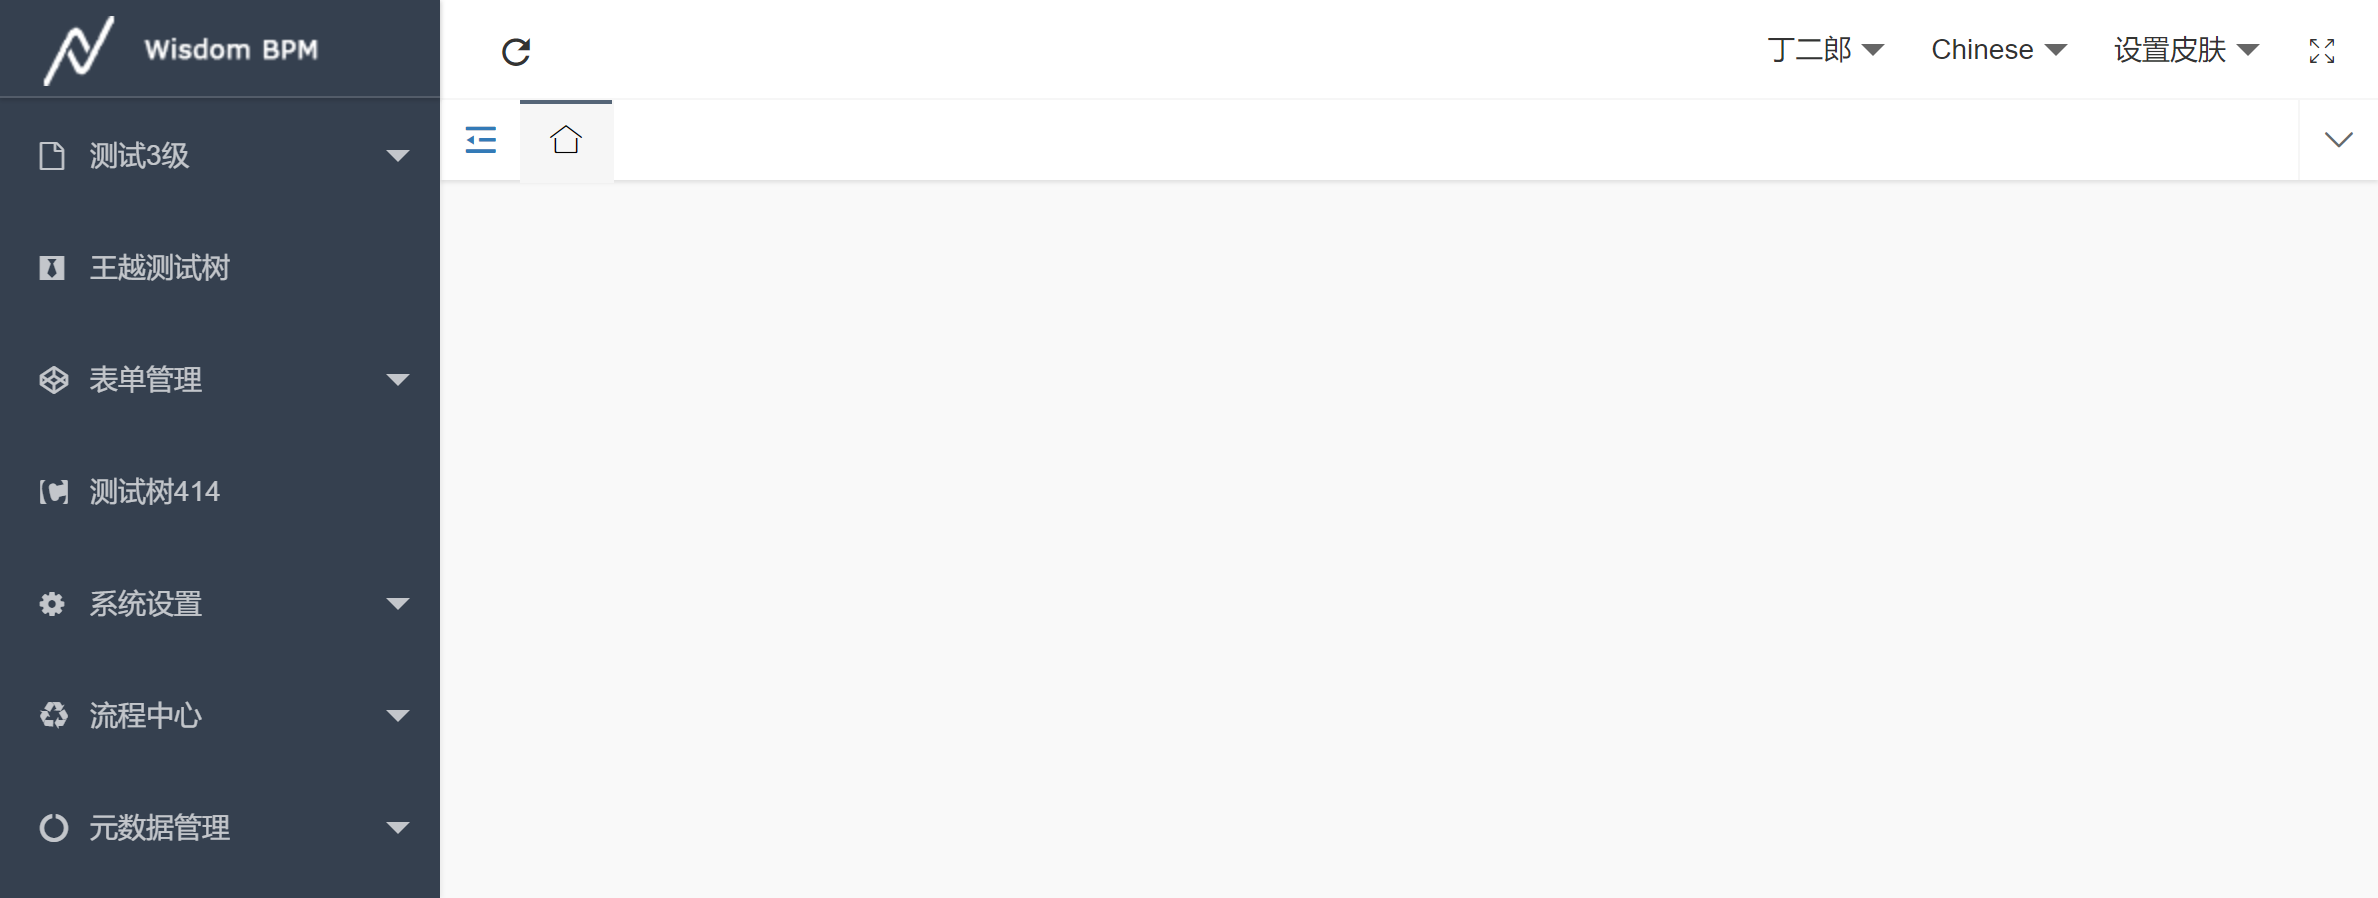 Wisdom BPM
丁二郎
Chinese
设置皮肤
测试3级
王越测试树
表单管理
测试树414
系统设置
流程中心
元数据管理